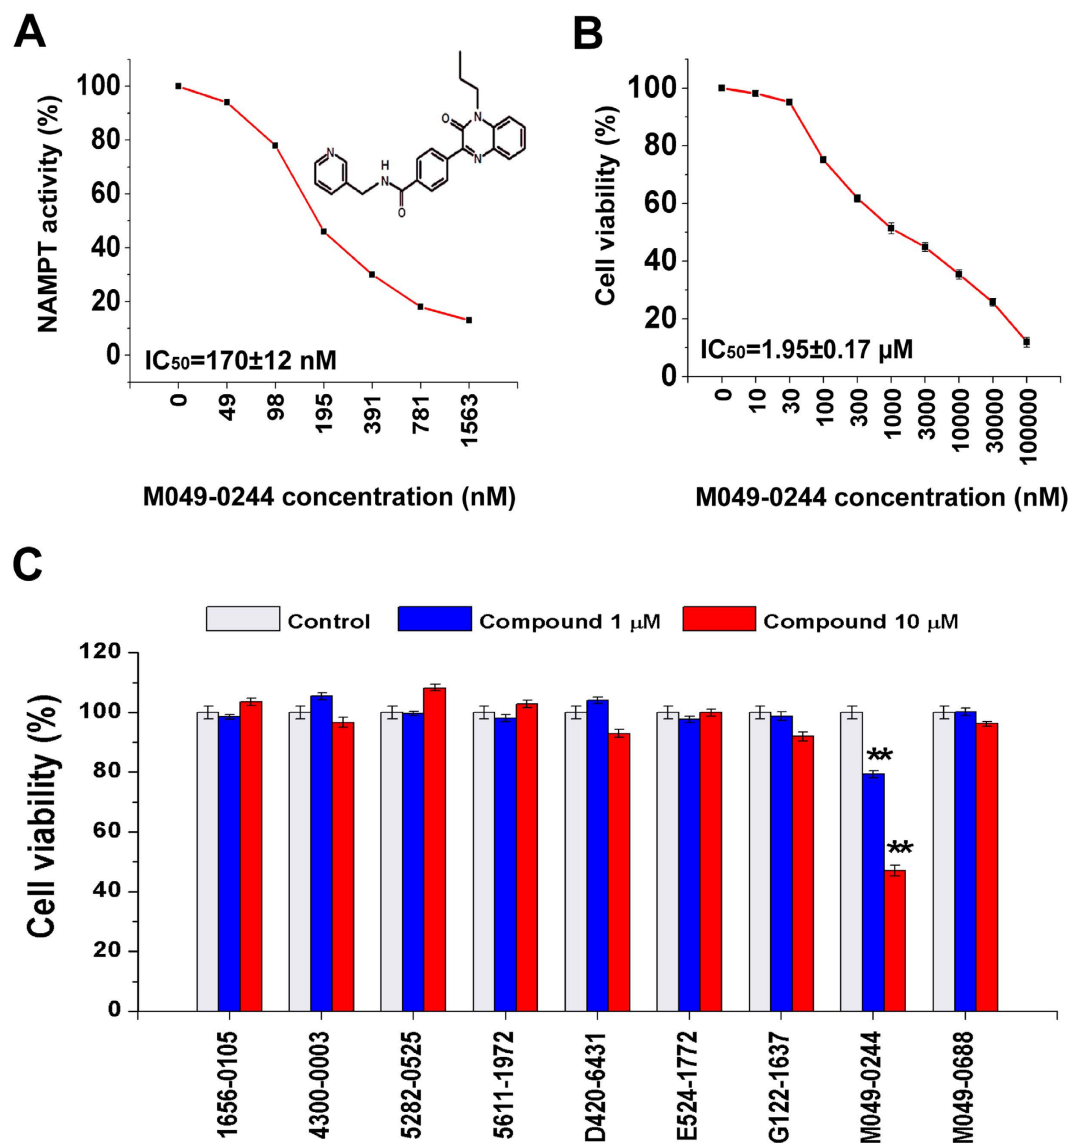 A
NAMPT activity (%)
100
80
60
40
20
0
N
H
N
O
O
N
N
IC50=170±12 nM
0
49
98
195
391
781
1563
M049-0244 concentration (nM)
B
Cell viability (%)
100
80
60
40
20
0
IC50=1.95±0.17 µM
0
10
30
100
300
1000
3000
10000
30000
100000
M049-0244 concentration (nM)
C
Control
Compound 1 µM
Compound 10 µM
Cell viability (%)
120
100
80
60
40
20
0
**
**
1656-0105
4300-0003
5282-0525
5611-1972
D420-6431
E524-1772
G122-1637
M049-0244
M049-0688